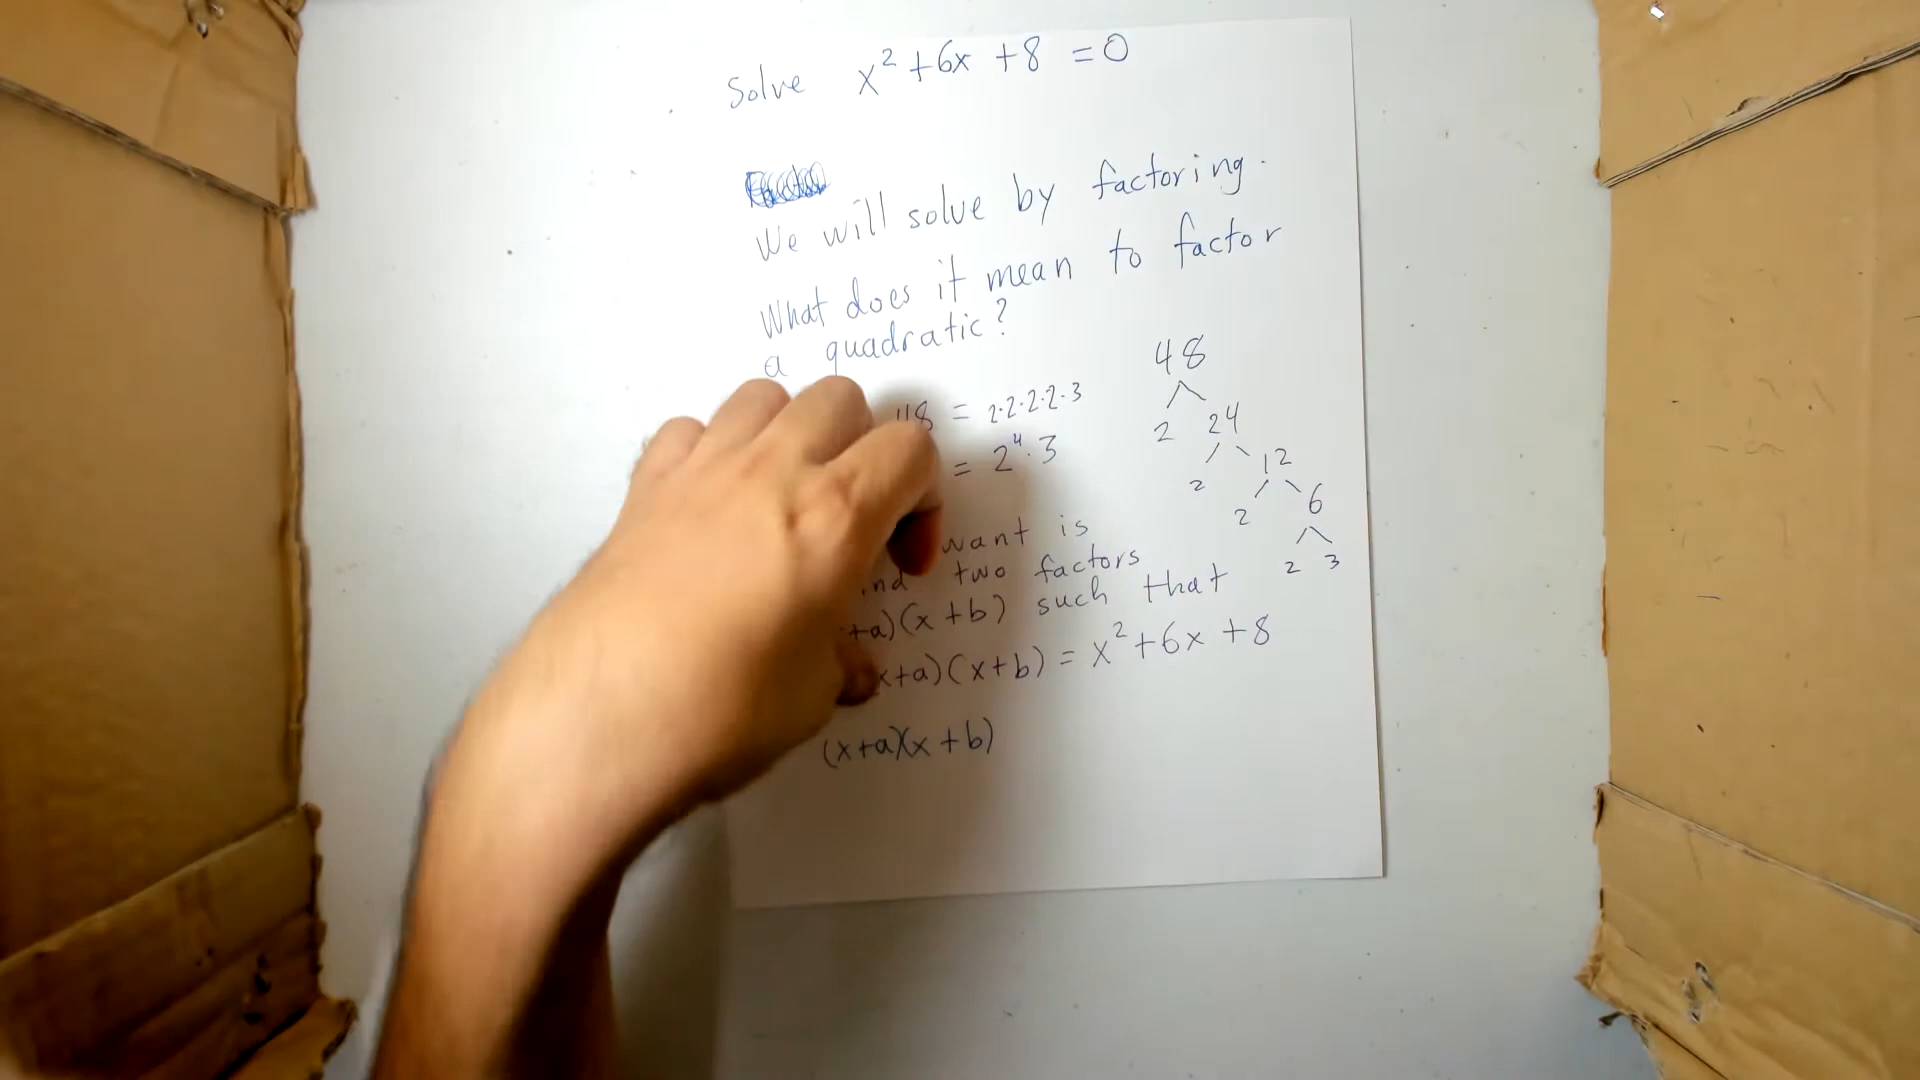 Solve x² + 6x + 8 = 0
We will solve by factoring.
What does it mean to factor
a quadratic?
48
48 = 2·2·2·2·3
2 24
= 2⁴·3
2 12
2 6
2 3
want is
two factors
+a)(x + b) such that
x+a)(x+b) = x² + 6x + 8
(x+a)(x + b)